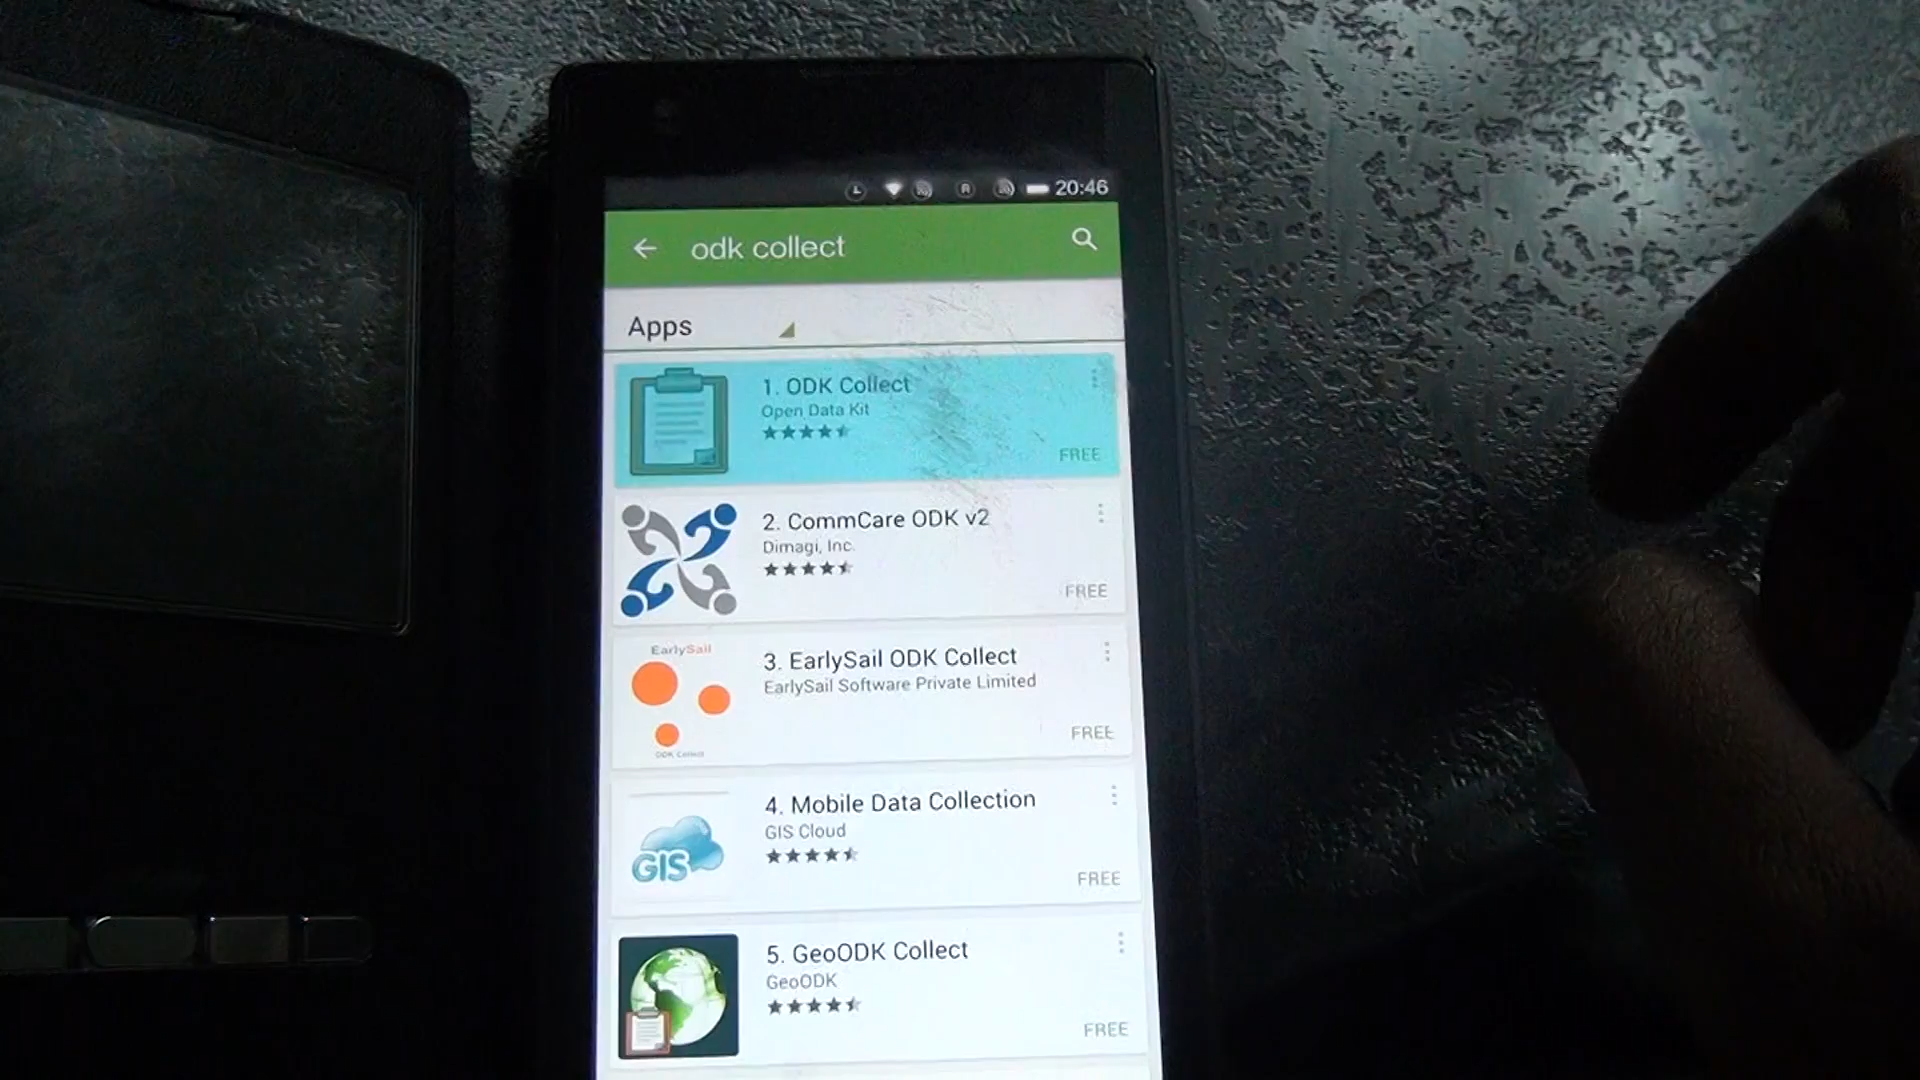 20:46
odk collect
Apps
1. ODK Collect
Open Data Kit
FREE
2. CommCare ODK v2
Dimagi, Inc.
FREE
EarlySail
ODK Collect
3. EarlySail ODK Collect
EarlySail Software Private Limited
FREE
GIS
4. Mobile Data Collection
GIS Cloud
FREE
5. GeoODK Collect
GeoODK
FREE